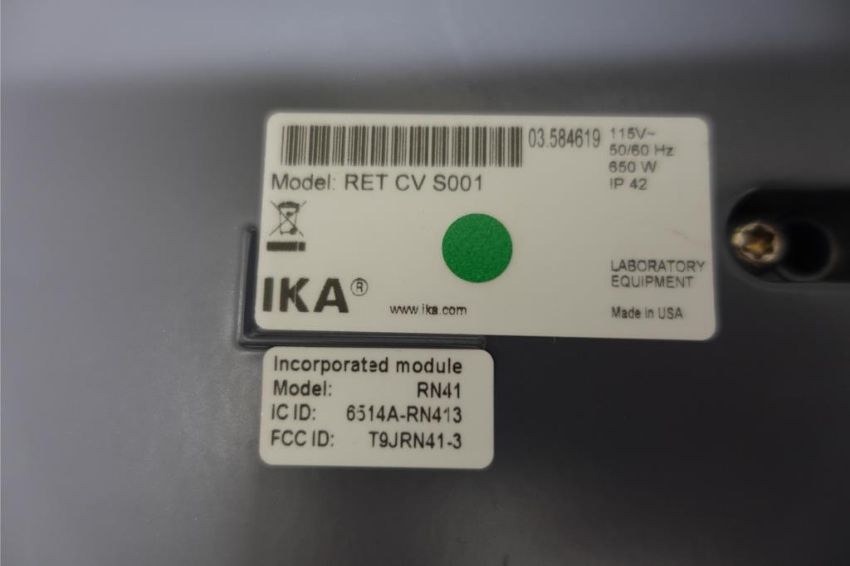 03.584619
115V~
50/60 Hz
650 W
IP 42
Model: RET CV S001
IKA®
www.ika.com
LABORATORY
EQUIPMENT
Made in USA
Incorporated module
Model: RN41
IC ID: 6514A-RN413
FCC ID: T9JRN41-3